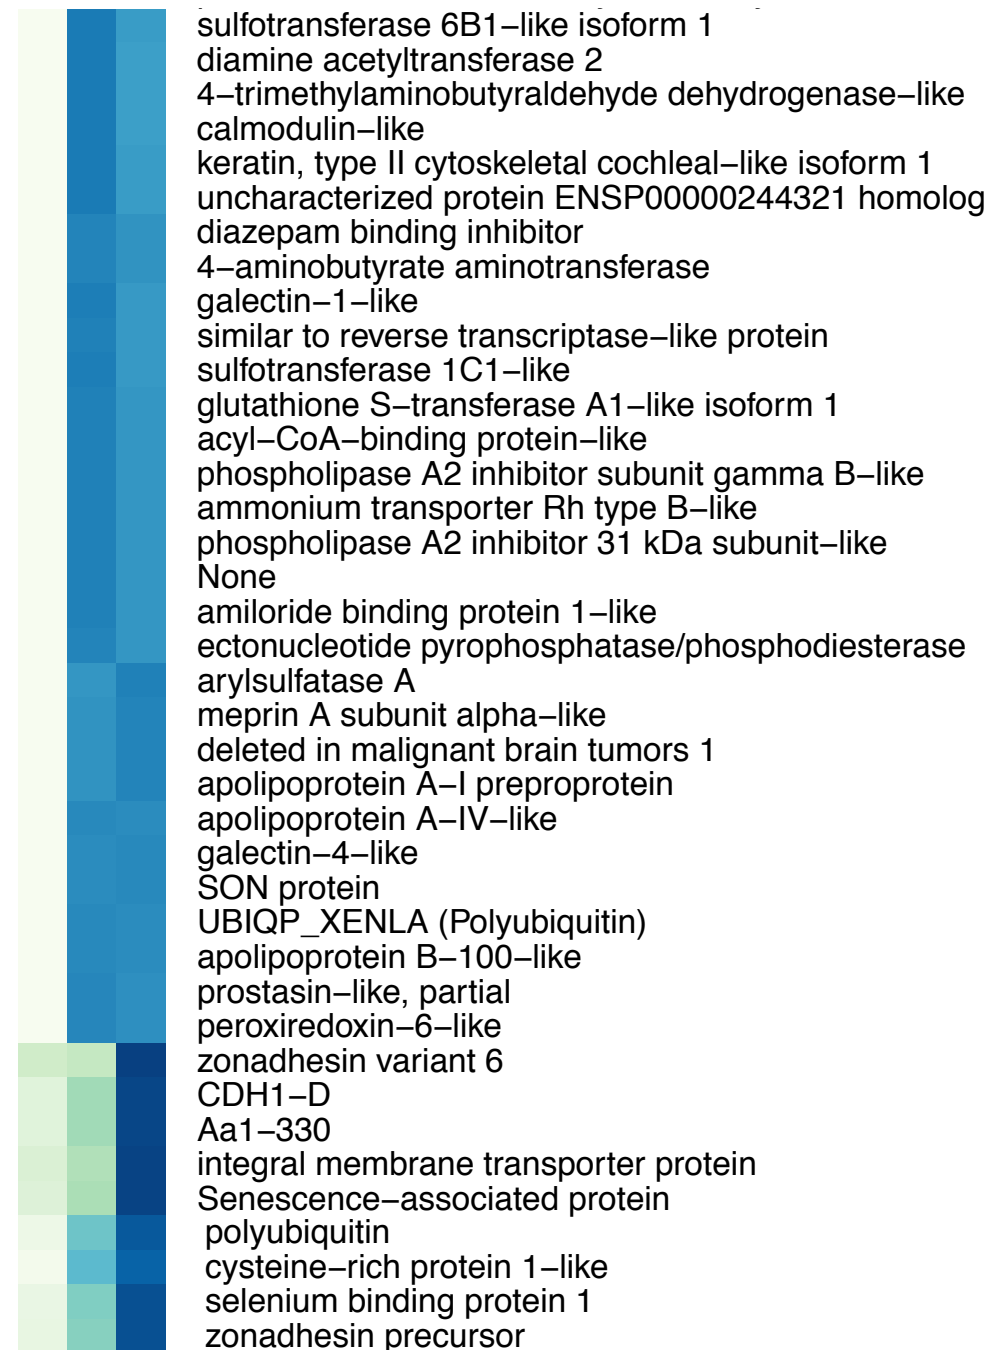 sulfotransferase 6B1−like isoform 1
diamine acetyltransferase 2
4−trimethylaminobutyraldehyde dehydrogenase−like
calmodulin−like
keratin, type II cytoskeletal cochleal−like isoform 1
uncharacterized protein ENSP00000244321 homolog
diazepam binding inhibitor
4−aminobutyrate aminotransferase
galectin−1−like
similar to reverse transcriptase−like protein
sulfotransferase 1C1−like
glutathione S−transferase A1−like isoform 1
acyl−CoA−binding protein−like
phospholipase A2 inhibitor subunit gamma B−like
ammonium transporter Rh type B−like
phospholipase A2 inhibitor 31 kDa subunit−like
None
amiloride binding protein 1−like
ectonucleotide pyrophosphatase/phosphodiesterase
arylsulfatase A
meprin A subunit alpha−like
deleted in malignant brain tumors 1
apolipoprotein A−I preproprotein
apolipoprotein A−IV−like
galectin−4−like
SON protein
UBIQP_XENLA (Polyubiquitin)
apolipoprotein B−100−like
prostasin−like, partial
peroxiredoxin−6−like
zonadhesin variant 6
CDH1−D
Aa1−330
integral membrane transporter protein
Senescence−associated protein
polyubiquitin
cysteine−rich protein 1−like
selenium binding protein 1
zonadhesin precursor